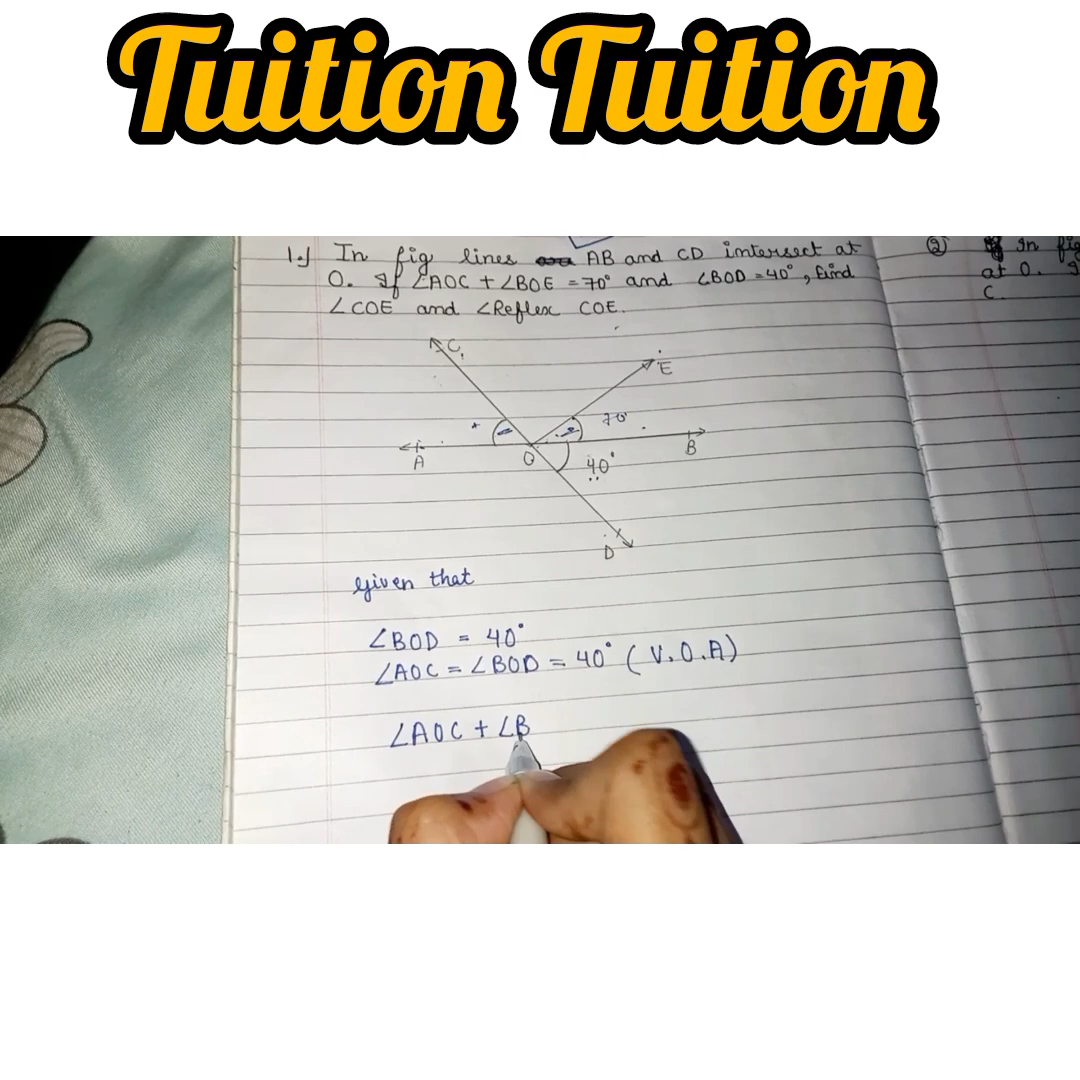 Tuition Tuition
1.) In fig lines AB and CD intersect at
O. If ∠AOC + ∠BOE = 70° and ∠BOD = 40°, find
∠COE and ∠Reflex COE.
(2) In fig
at O.
C.
C
E
70
A
O
B
40°
D
given that
∠BOD = 40°
∠AOC = ∠BOD = 40° (V.O.A)
∠AOC + ∠B